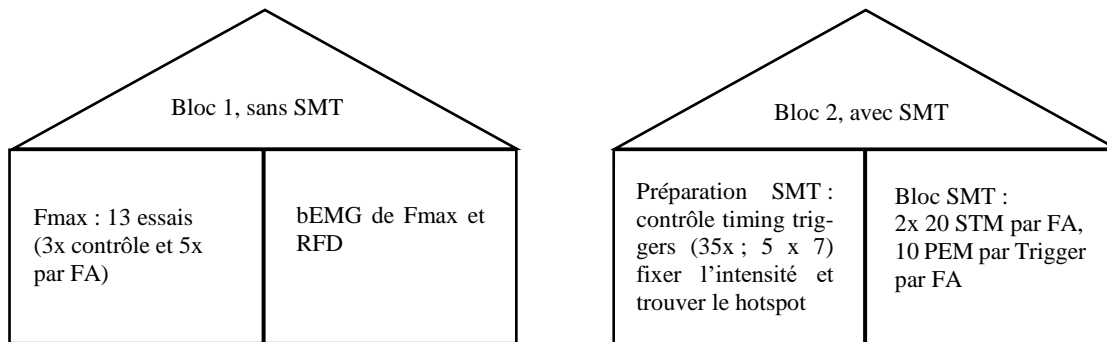 Bloc 1, sans SMT
Fmax : 13 essais
(3x contrôle et 5x
par FA)
bEMG de Fmax et
RFD
Bloc 2, avec SMT
Préparation SMT :
contrôle timing trig-
gers (35x ; 5 x 7)
fixer l’intensité et
trouver le hotspot
Bloc SMT :
2x 20 STM par FA,
10 PEM par Trigger
par FA